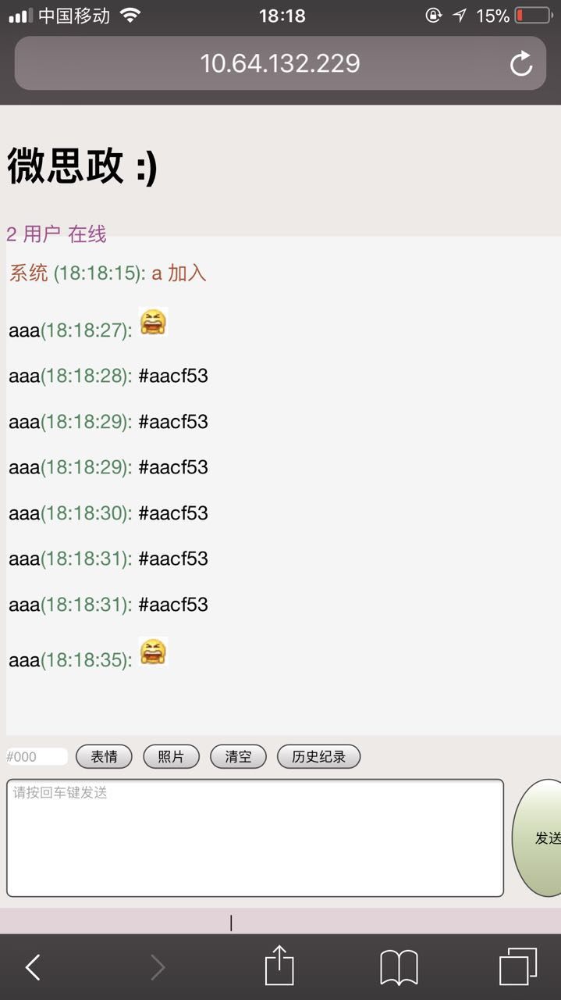 中国移动 18:18 15%
10.64.132.229
微思政 :)
2 用户 在线
系统 (18:18:15): a 加入
aaa(18:18:27):
aaa(18:18:28): #aacf53
aaa(18:18:29): #aacf53
aaa(18:18:29): #aacf53
aaa(18:18:30): #aacf53
aaa(18:18:31): #aacf53
aaa(18:18:31): #aacf53
aaa(18:18:35):
#000 表情 照片 清空 历史纪录
请按回车键发送
发送